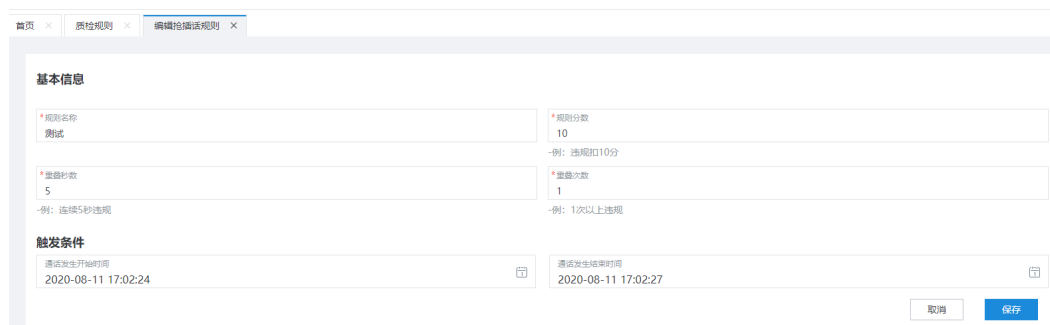 首页 × 质检规则 × 编辑抢插话规则 ×
基本信息
*规则名称
测试
*规则分数
10
-例：违规扣10分
*重叠秒数
5
-例：连续5秒违规
*重叠次数
1
-例：1次以上违规
触发条件
通话发生开始时间
2020-08-11 17:02:24
通话发生结束时间
2020-08-11 17:02:27
取消 保存